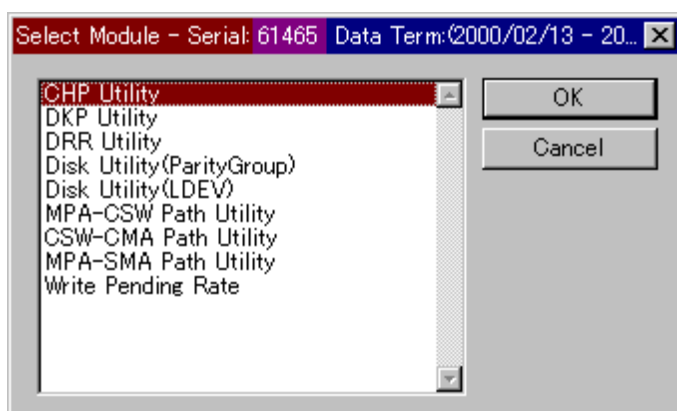 Select Module - Serial: 61465 Data Term:(2000/02/13 - 20...
CHP Utility
DKP Utility
DRR Utility
Disk Utility(ParityGroup)
Disk Utility(LDEV)
MPA-CSW Path Utility
CSW-CMA Path Utility
MPA-SMA Path Utility
Write Pending Rate
OK
Cancel